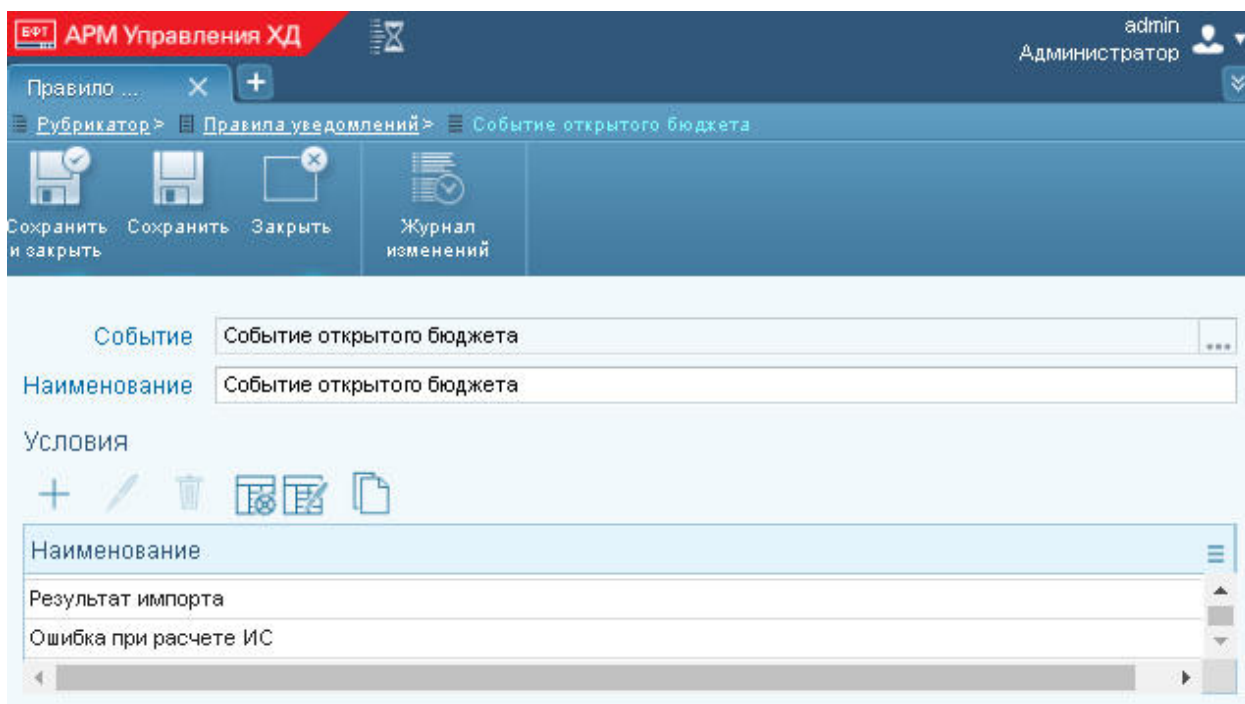 БФТ АРМ Управления ХД
admin
Администратор
Правило ...
Рубрикатор> Правила уведомлений> Событие открытого бюджета
Сохранить и закрыть
Сохранить
Закрыть
Журнал изменений
Событие Событие открытого бюджета ...
Наименование Событие открытого бюджета
Условия
Наименование
Результат импорта
Ошибка при расчете ИС